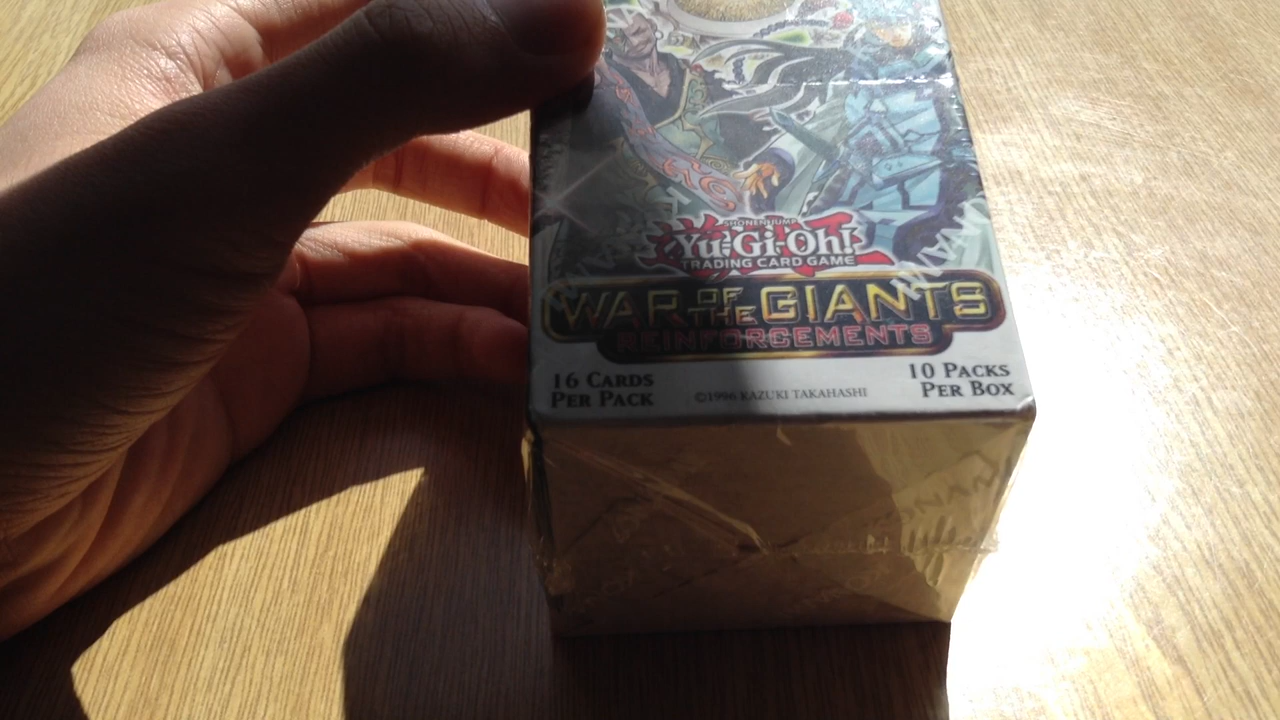 SHONEN JUMP
Yu-Gi-Oh!
TRADING CARD GAME
WAR OF THE GIANTS
REINFORCEMENTS
16 CARDS
PER PACK
10 PACKS
PER BOX
©1996 KAZUKI TAKAHASHI
KONAMI